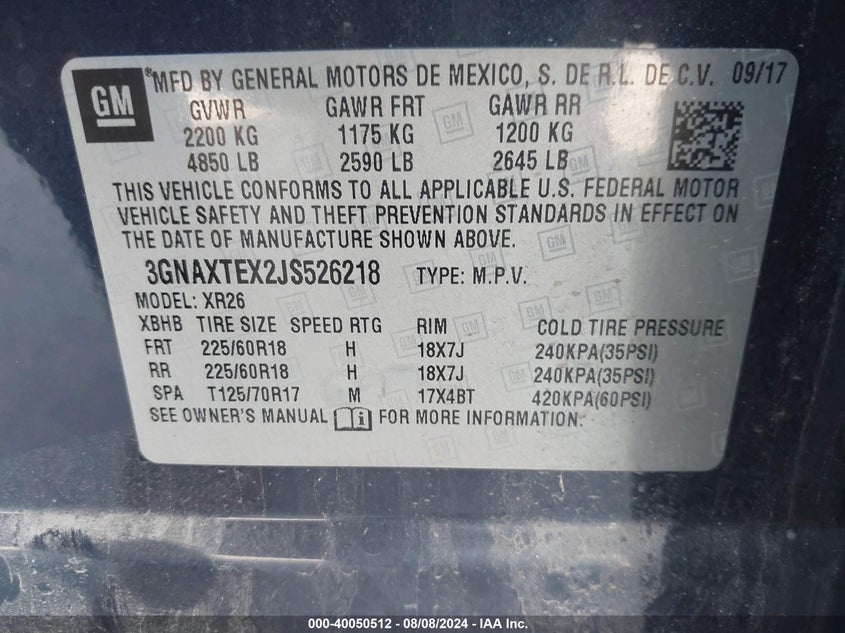 GM
®MFD BY GENERAL MOTORS DE MEXICO, S. DE R.L. DE C.V. 09/17
GVWR GAWR FRT GAWR RR
2200 KG 1175 KG 1200 KG
4850 LB 2590 LB 2645 LB
THIS VEHICLE CONFORMS TO ALL APPLICABLE U.S. FEDERAL MOTOR
VEHICLE SAFETY AND THEFT PREVENTION STANDARDS IN EFFECT ON
THE DATE OF MANUFACTURE SHOWN ABOVE.
3GNAXTEX2JS526218 TYPE: M.P.V.
MODEL: XR26
XBHB TIRE SIZE SPEED RTG RIM COLD TIRE PRESSURE
FRT 225/60R18 H 18X7J 240KPA(35PSI)
RR 225/60R18 H 18X7J 240KPA(35PSI)
SPA T125/70R17 M 17X4BT 420KPA(60PSI)
SEE OWNER'S MANUAL FOR MORE INFORMATION.
000-40050512 - 08/08/2024 - IAA Inc.